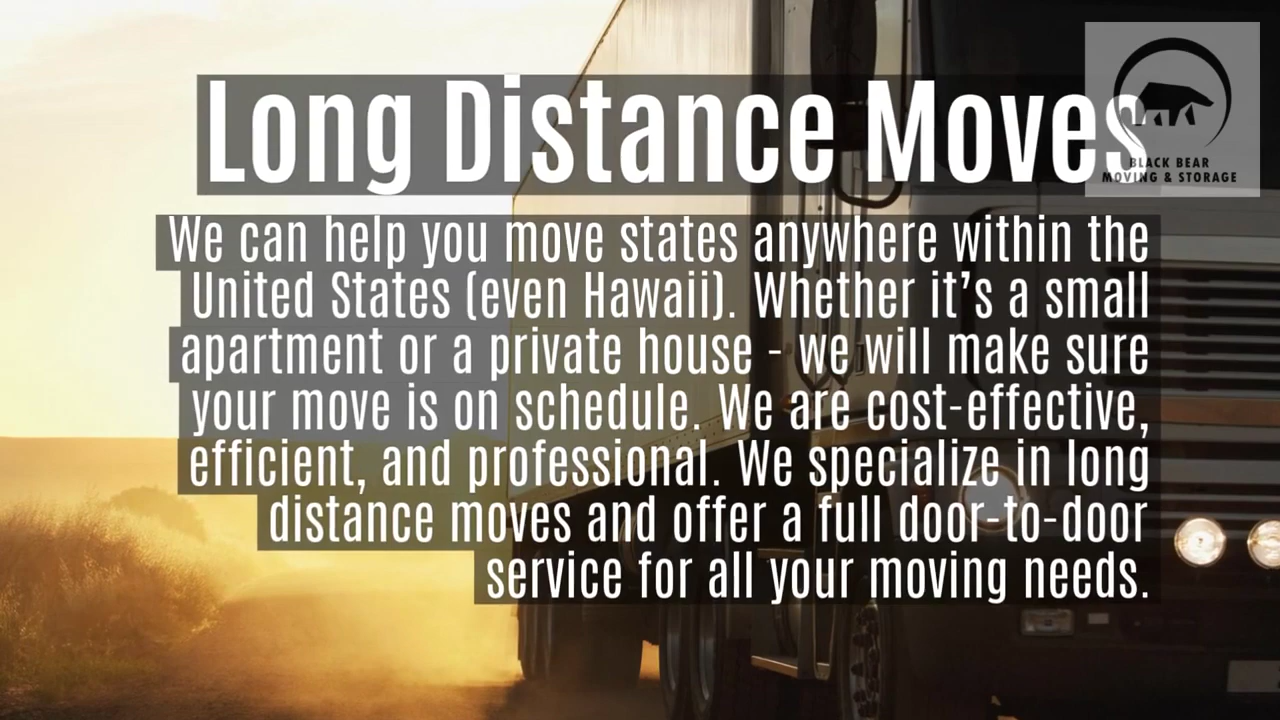 Long Distance Moves
BLACK BEAR
MOVING & STORAGE
We can help you move states anywhere within the
United States (even Hawaii). Whether it’s a small
apartment or a private house - we will make sure
your move is on schedule. We are cost-effective,
efficient, and professional. We specialize in long
distance moves and offer a full door-to-door
service for all your moving needs.